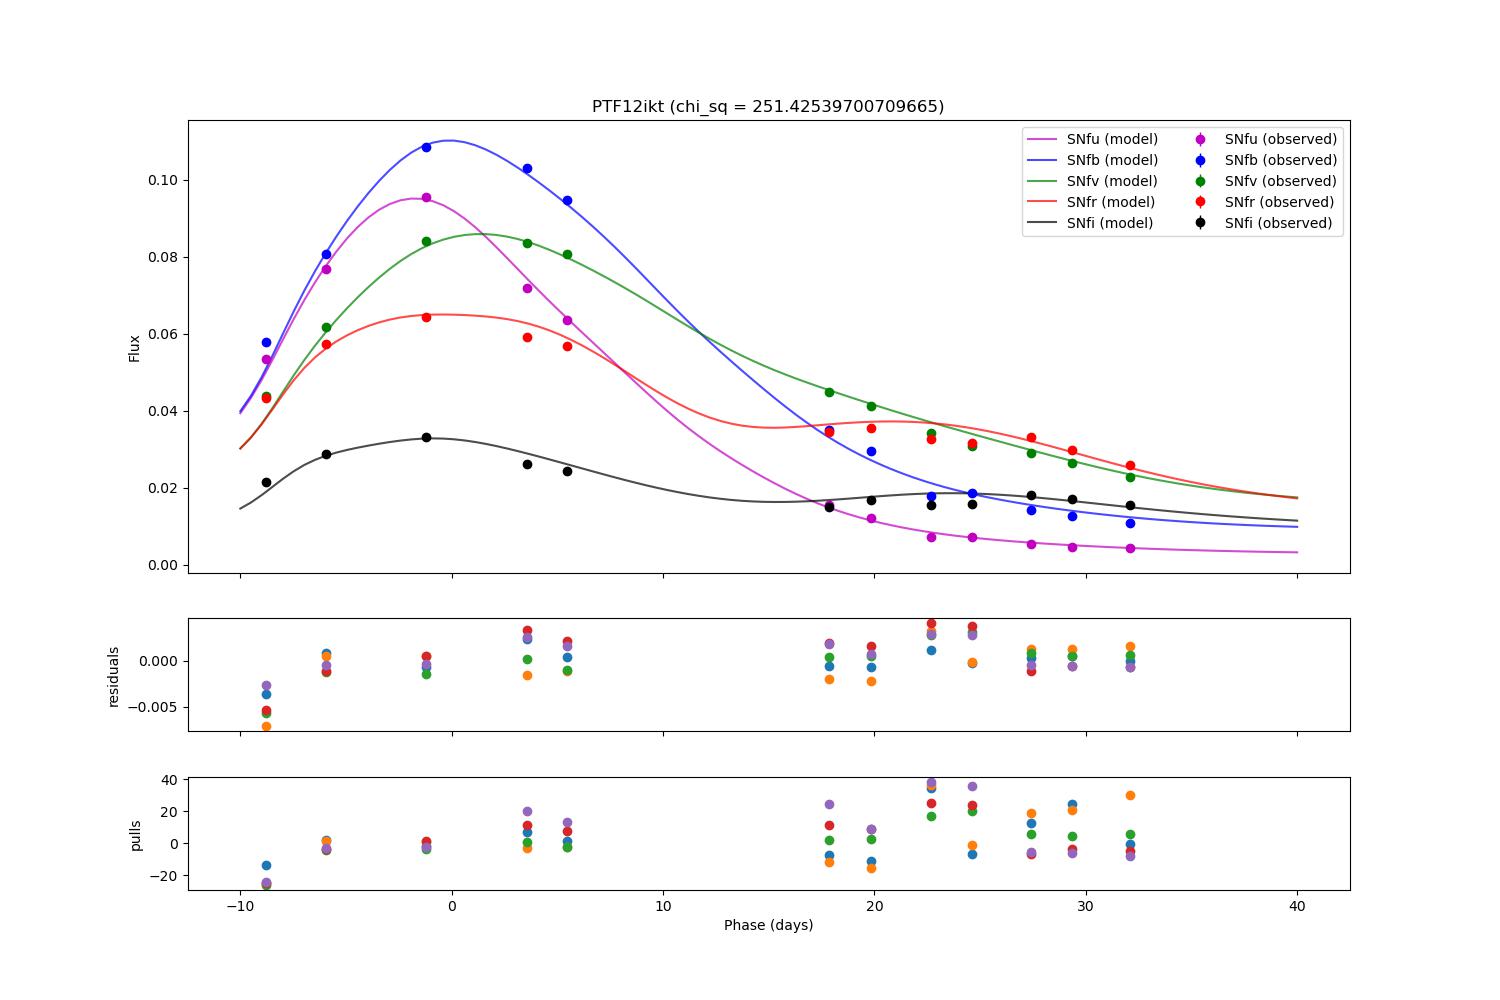 PTF12ikt (chi_sq = 251.42539700709665)
SNfu (model) SNfu (observed)
SNfb (model) SNfb (observed)
SNfv (model) SNfv (observed)
SNfr (model) SNfr (observed)
SNfi (model) SNfi (observed)
Flux
0.10
0.08
0.06
0.04
0.02
0.00
residuals
0.000
−0.005
pulls
40
20
0
−20
−10 0 10 20 30 40
Phase (days)